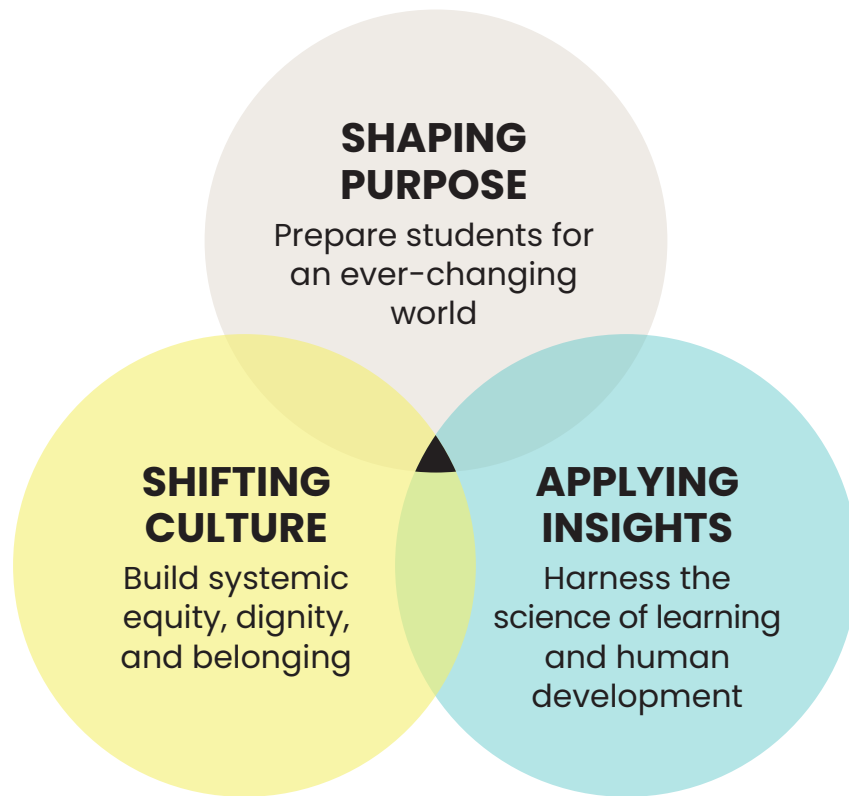 SHAPING
PURPOSE
Prepare students for
an ever-changing
world
SHIFTING
CULTURE
Build systemic
equity, dignity,
and belonging
APPLYING
INSIGHTS
Harness the
science of learning
and human
development